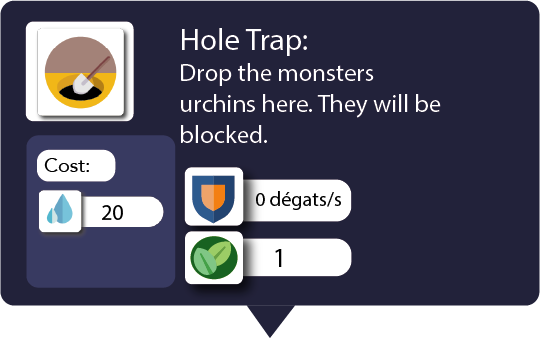 Hole Trap:
Drop the monsters
urchins here. They will be
blocked.
Cost:
20
0 dégats/s
1